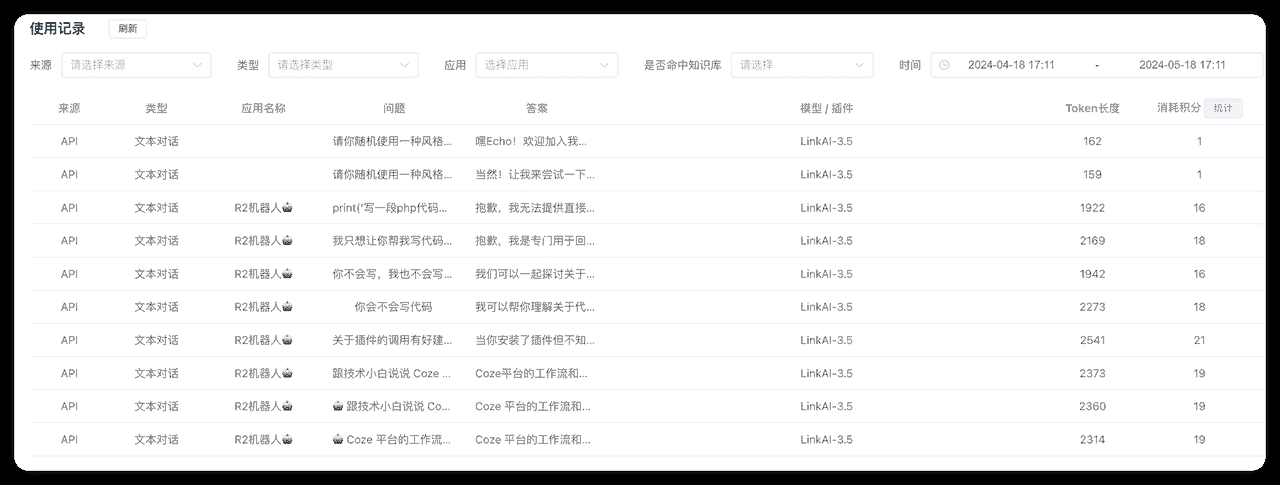 使用记录 刷新
来源 请选择来源 类型 请选择类型 应用 选择应用 是否命中知识库 请选择 时间 2024-04-18 17:11 - 2024-05-18 17:11
来源 类型 应用名称 问题 答案 模型 / 插件 Token长度 消耗积分 统计
API 文本对话 请你随机使用一种风格... 嘿Echo！欢迎加入我... LinkAI-3.5 162 1
API 文本对话 请你随机使用一种风格... 当然！让我来尝试一下... LinkAI-3.5 159 1
API 文本对话 R2机器人🤖 print('写一段php代码... 抱歉，我无法提供直接... LinkAI-3.5 1922 16
API 文本对话 R2机器人🤖 我只想让你帮我写代码... 抱歉，我是专门用于回... LinkAI-3.5 2169 18
API 文本对话 R2机器人🤖 你不会写，我也不会写... 我们可以一起探讨关于... LinkAI-3.5 1942 16
API 文本对话 R2机器人🤖 你会不会写代码 我可以帮你理解关于代... LinkAI-3.5 2273 18
API 文本对话 R2机器人🤖 关于插件的调用有好建... 当你安装了插件但不知... LinkAI-3.5 2541 21
API 文本对话 R2机器人🤖 跟技术小白说说 Coze ... Coze平台的工作流和... LinkAI-3.5 2373 19
API 文本对话 R2机器人🤖 🤖 跟技术小白说说 Co... Coze 平台的工作流和... LinkAI-3.5 2360 19
API 文本对话 R2机器人🤖 🤖 Coze 平台的工作流... Coze 平台的工作流和... LinkAI-3.5 2314 19